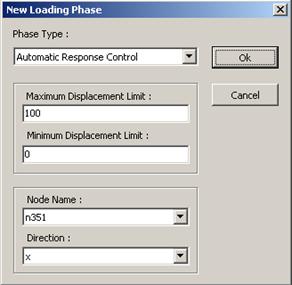 New Loading Phase
Phase Type :
Automatic Response Control
Ok
Maximum Displacement Limit :
Cancel
100
Minimum Displacement Limit :
0
Node Name :
n351
Direction :
x